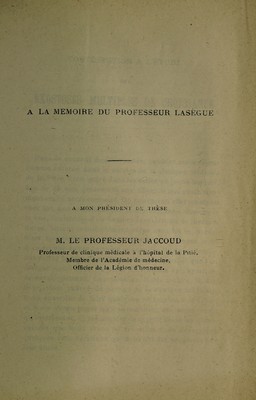 A LA MÉMOIRE DU PROFESSEUR LASÈGUE
A MON PRÉSIDENT DE THÈSE
M. LE PROFESSEUR JACCOUD
Professeur de clinique médicale à l'hôpital de la Pitié,
Membre de l'Académie de médecine,
Officier de la Légion d'honneur.